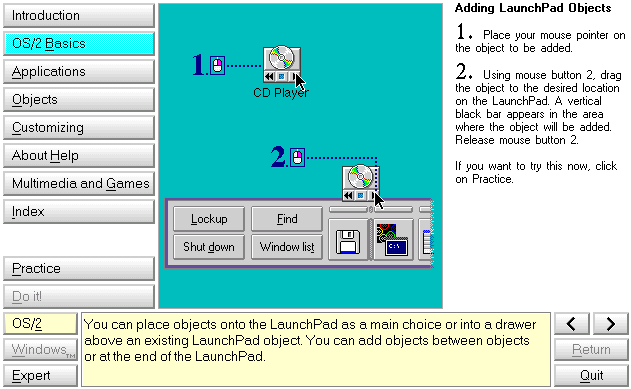 Introduction
OS/2 Basics
Applications
Objects
Customizing
About Help
Multimedia and Games
Index
Practice
Do it!
OS/2
Windows™
Expert
1.
CD Player
2.
Lockup
Find
Shut down
Window list
C:\
Adding LaunchPad Objects
1. Place your mouse pointer on
the object to be added.
2. Using mouse button 2, drag
the object to the desired location
on the LaunchPad. A vertical
black bar appears in the area
where the object will be added.
Release mouse button 2.
If you want to try this now, click
on Practice.
You can place objects onto the LaunchPad as a main choice or into a drawer
above an existing LaunchPad object. You can add objects between objects
or at the end of the LaunchPad.
Return
Quit